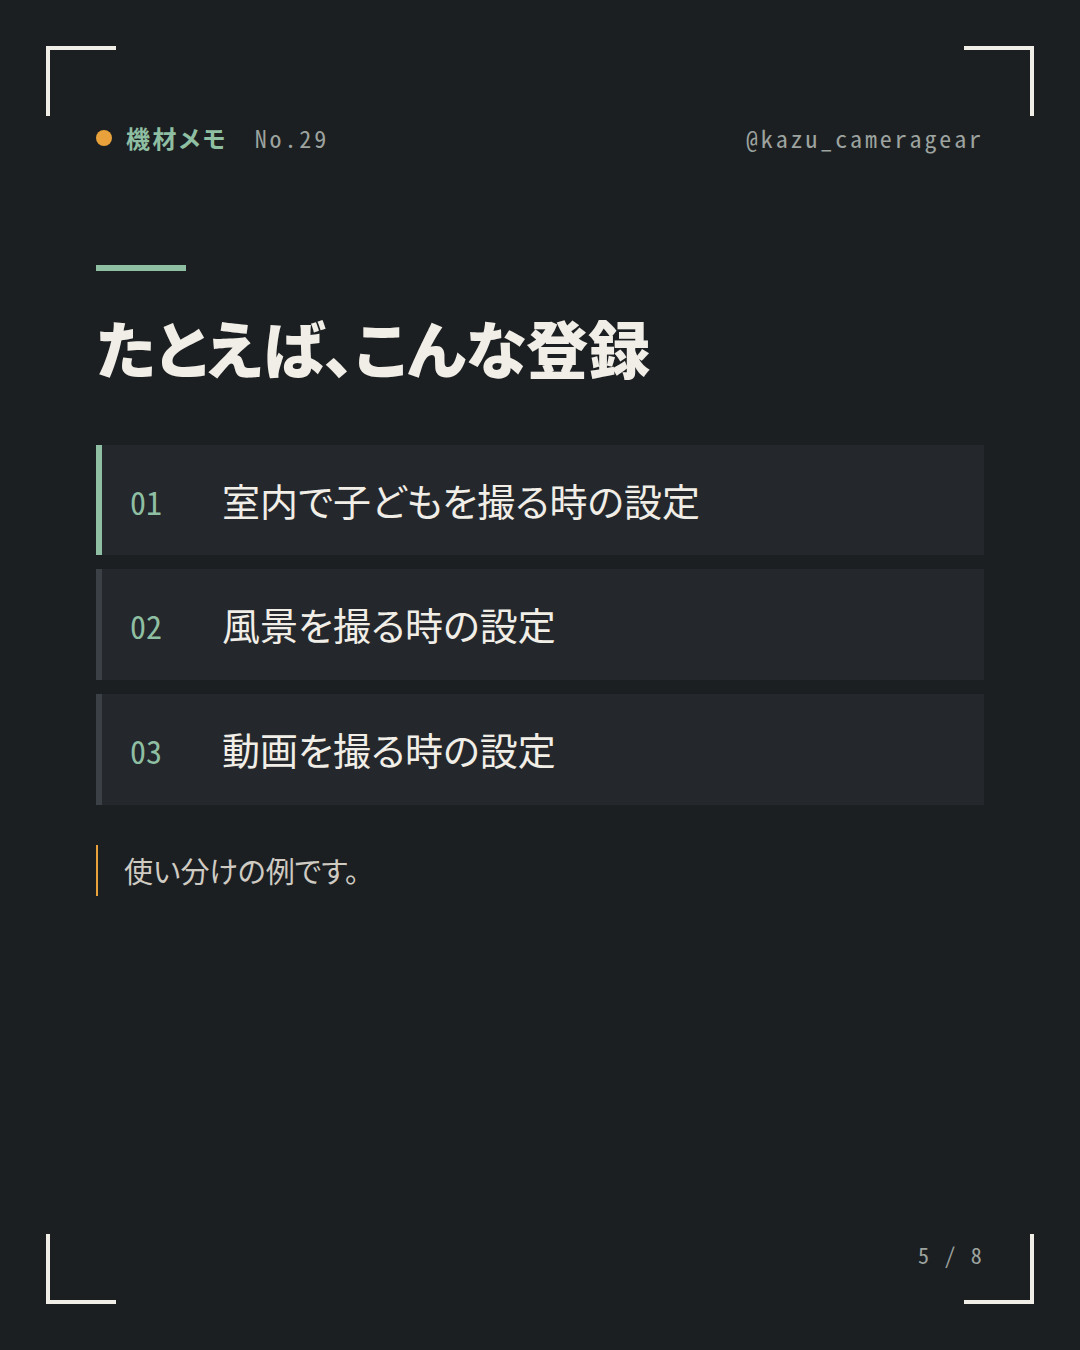 機材メモ No.29
@kazu_cameragear
たとえば、こんな登録
01 室内で子どもを撮る時の設定
02 風景を撮る時の設定
03 動画を撮る時の設定
使い分けの例です。
5 / 8